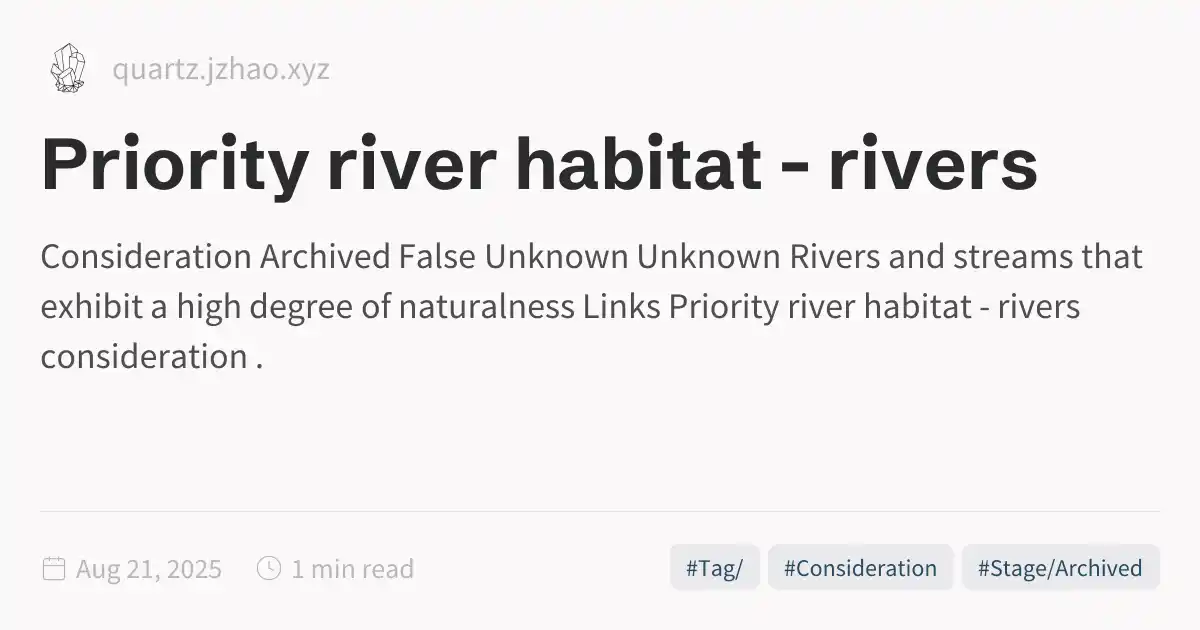 quartz.jzhao.xyz
Priority river habitat - rivers
Consideration Archived False Unknown Unknown Rivers and streams that
exhibit a high degree of naturalness Links Priority river habitat - rivers
consideration .
Aug 21, 2025 1 min read #Tag/ #Consideration #Stage/Archived